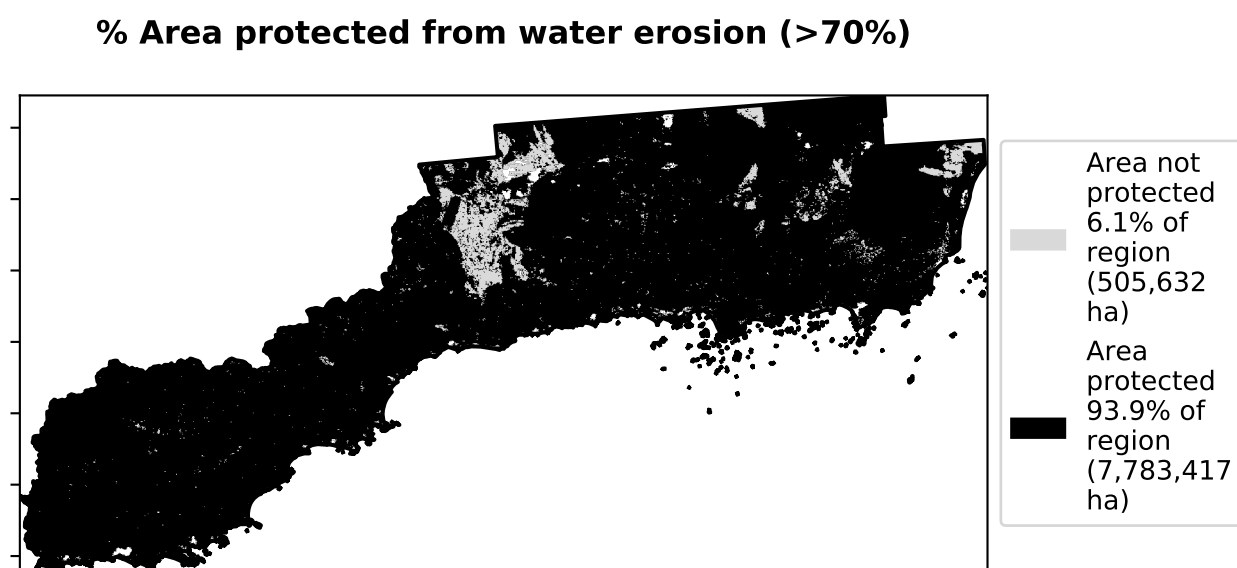 % Area protected from water erosion (>70%)
Area not
protected
6.1% of
region
(505,632
ha)
Area
protected
93.9% of
region
(7,783,417
ha)